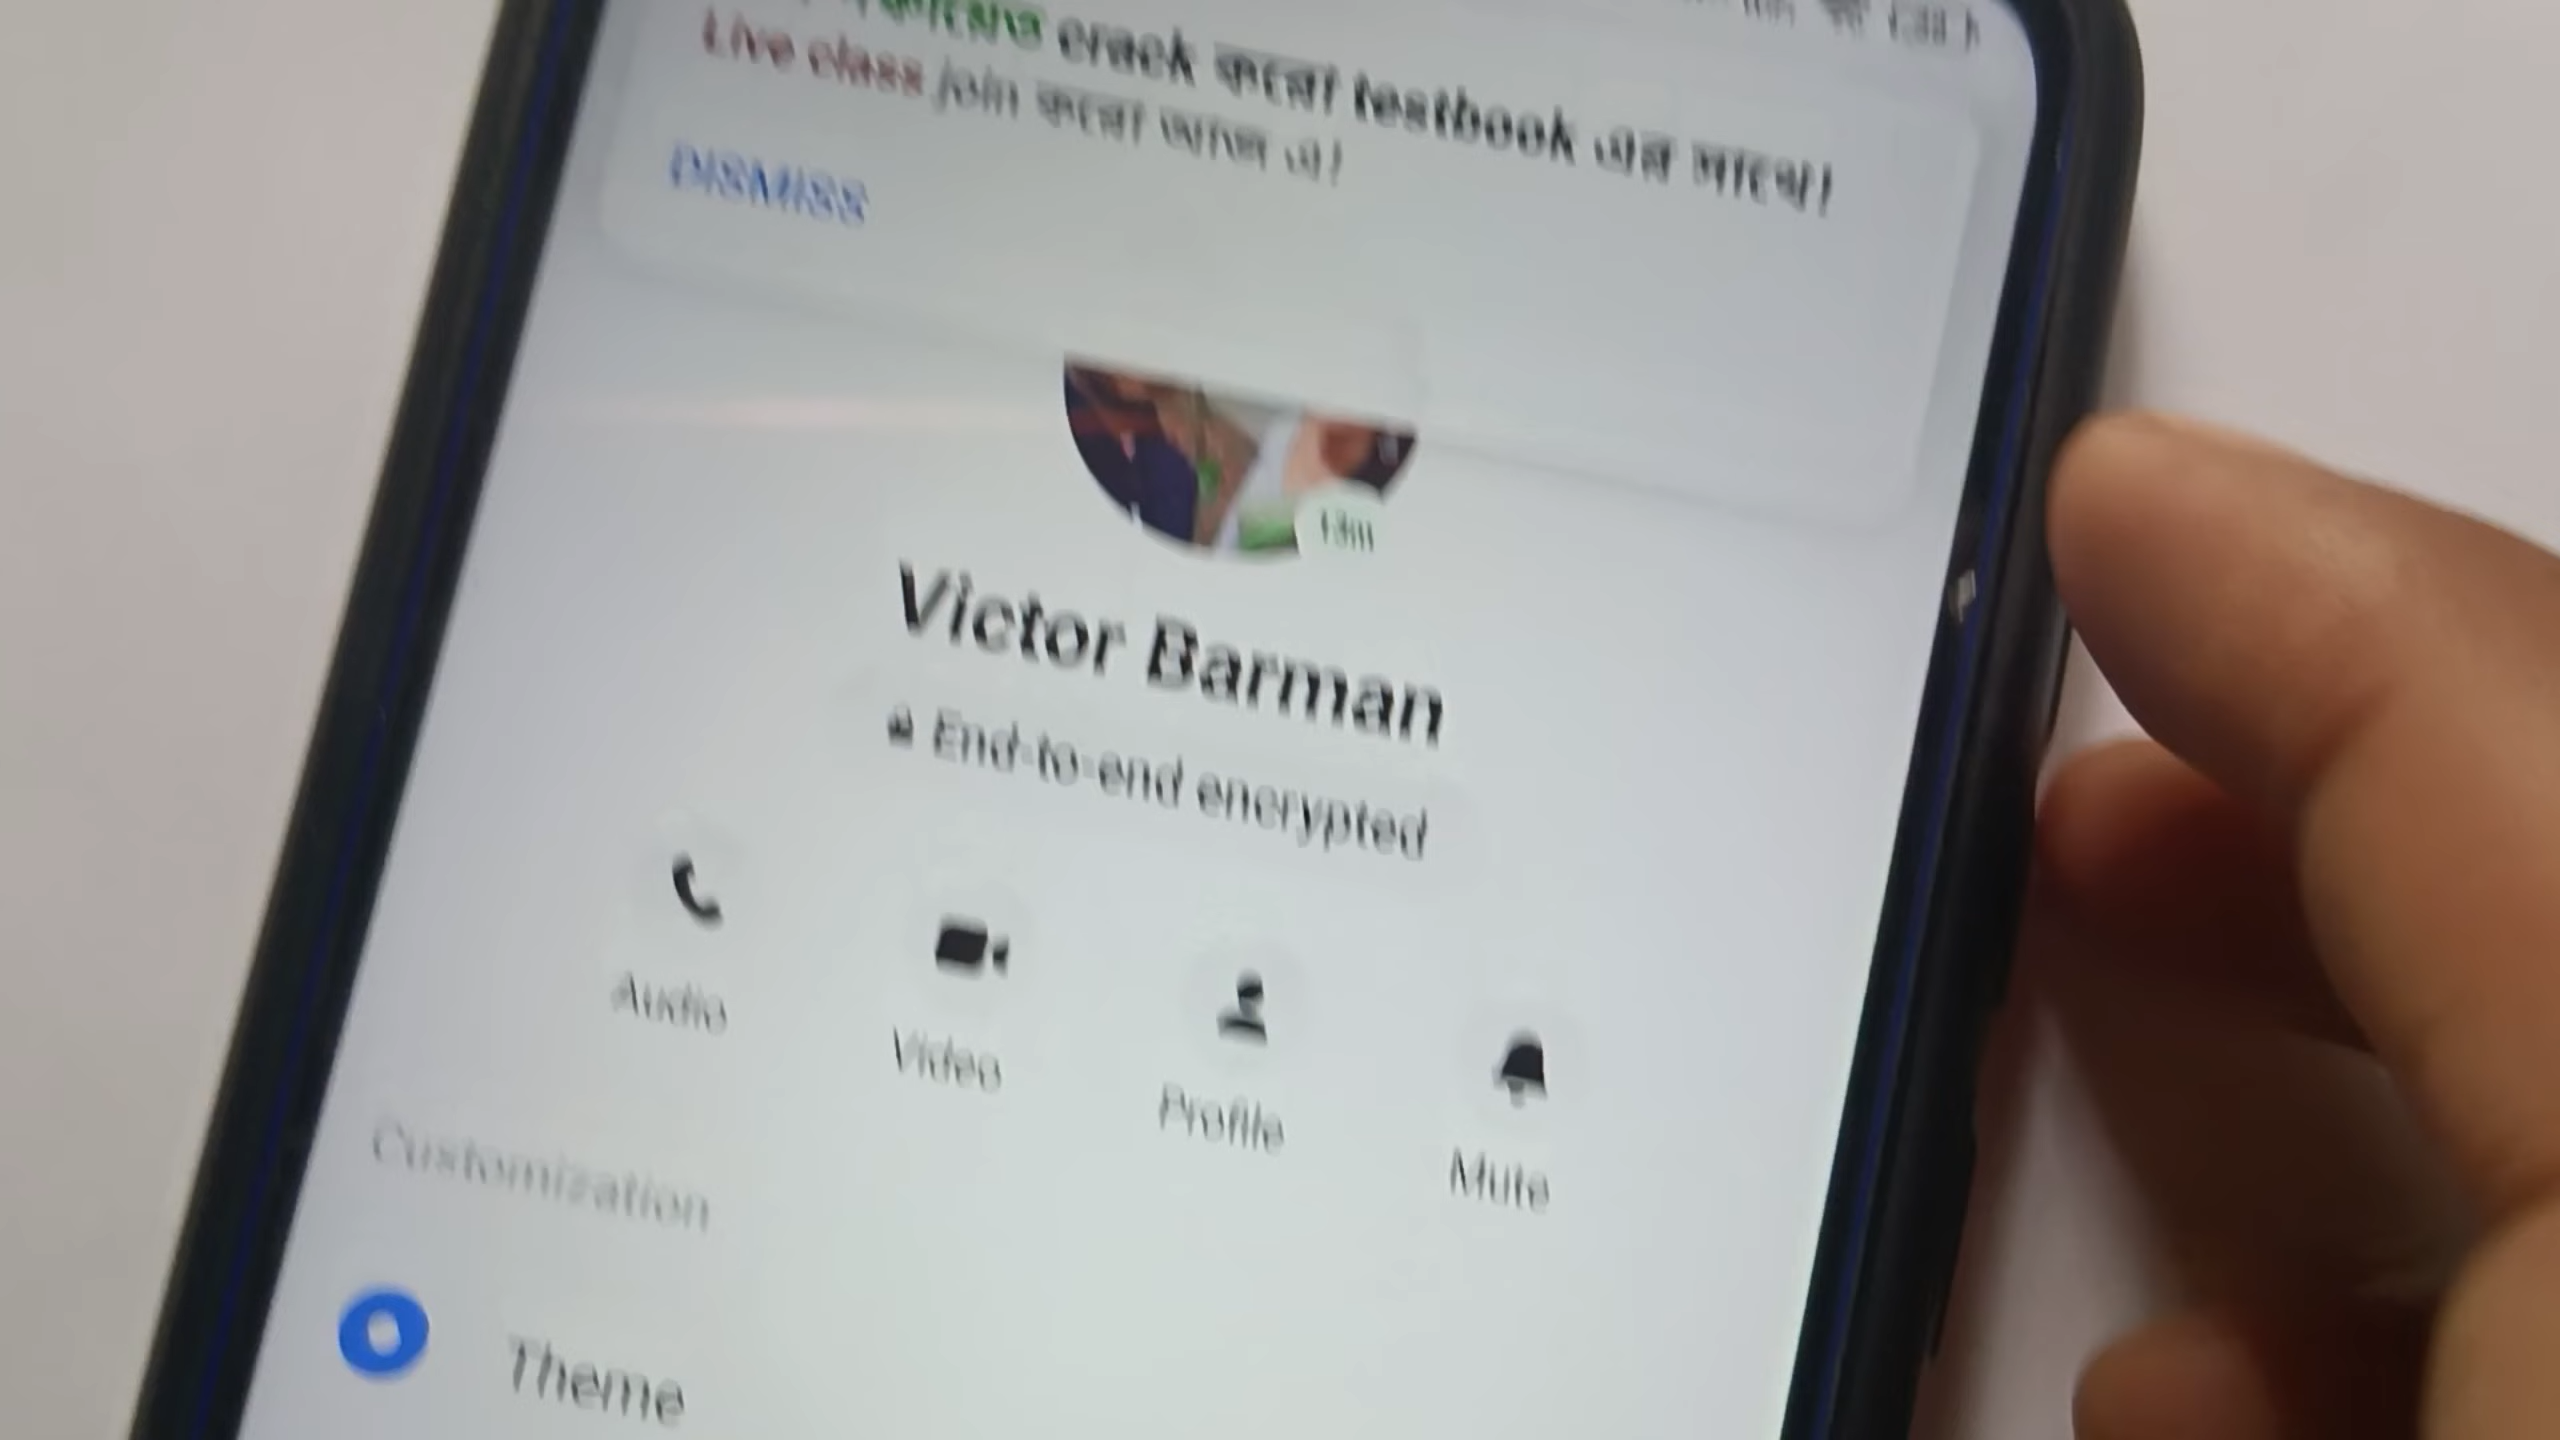 crack করো testbook এর সাথে!
Live class join করো আজ ই!
DISMISS
13m
Victor Barman
End-to-end encrypted
Audio
Video
Profile
Mute
Customization
Theme